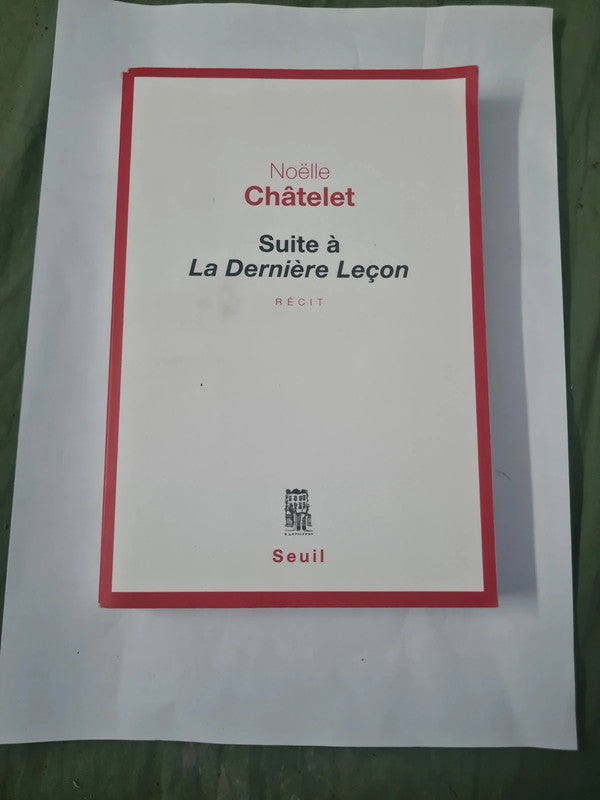 Noëlle
Châtelet
Suite à
La Dernière Leçon
RÉCIT
Seuil